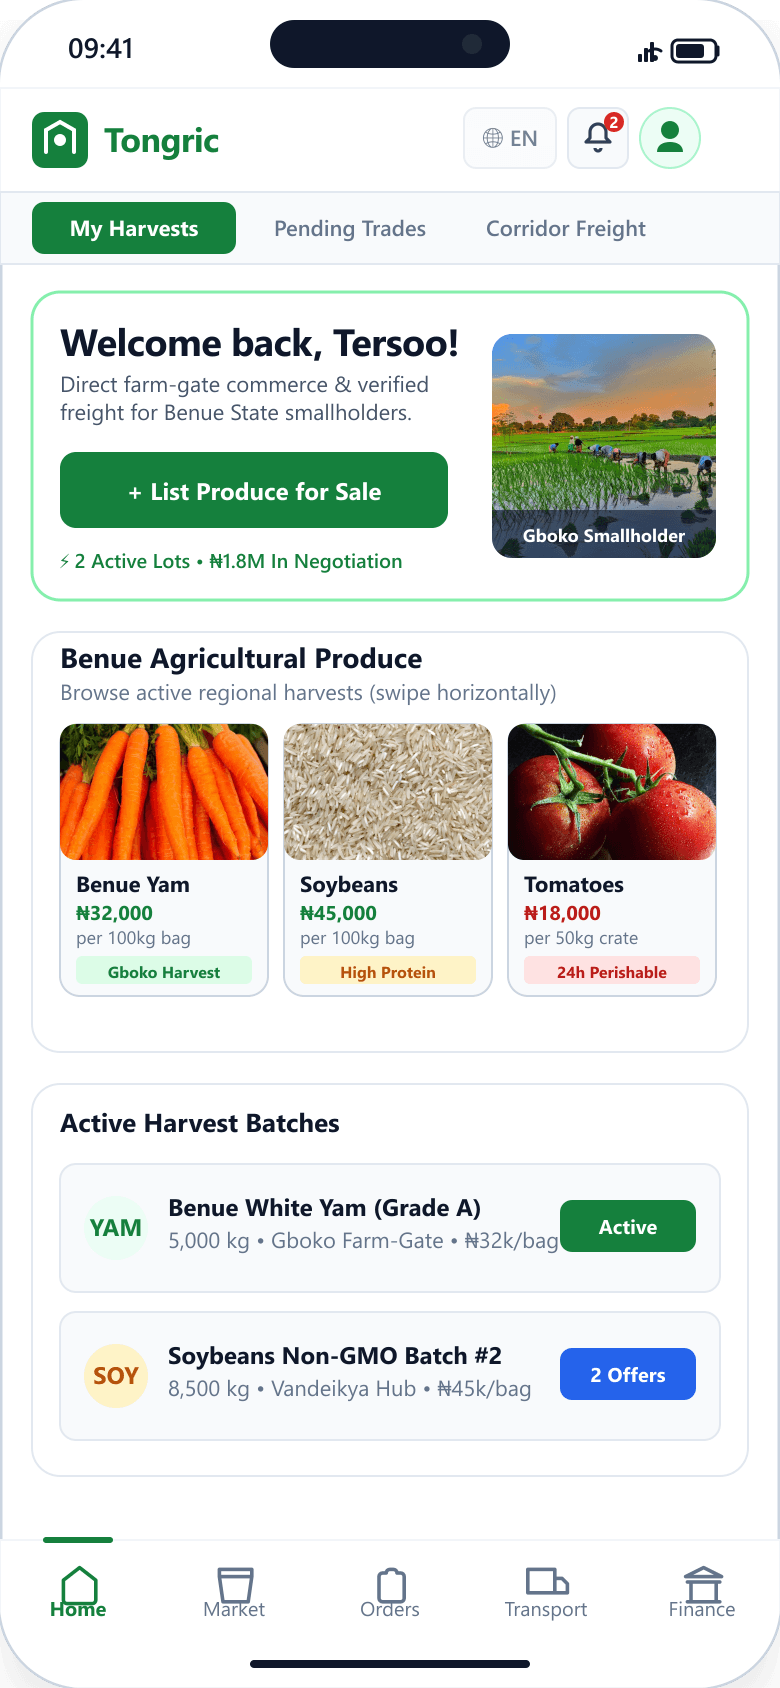 09:41
Tongric
EN
2
My Harvests
Pending Trades
Corridor Freight
Welcome back, Tersoo!
Direct farm-gate commerce & verified
freight for Benue State smallholders.
+ List Produce for Sale
⚡ 2 Active Lots • ₦1.8M In Negotiation
Gboko Smallholder
Benue Agricultural Produce
Browse active regional harvests (swipe horizontally)
Benue Yam
₦32,000
per 100kg bag
Gboko Harvest
Soybeans
₦45,000
per 100kg bag
High Protein
Tomatoes
₦18,000
per 50kg crate
24h Perishable
Active Harvest Batches
YAM
Benue White Yam (Grade A)
5,000 kg • Gboko Farm-Gate • ₦32k/bag
Active
SOY
Soybeans Non-GMO Batch #2
8,500 kg • Vandeikya Hub • ₦45k/bag
2 Offers
Home
Market
Orders
Transport
Finance